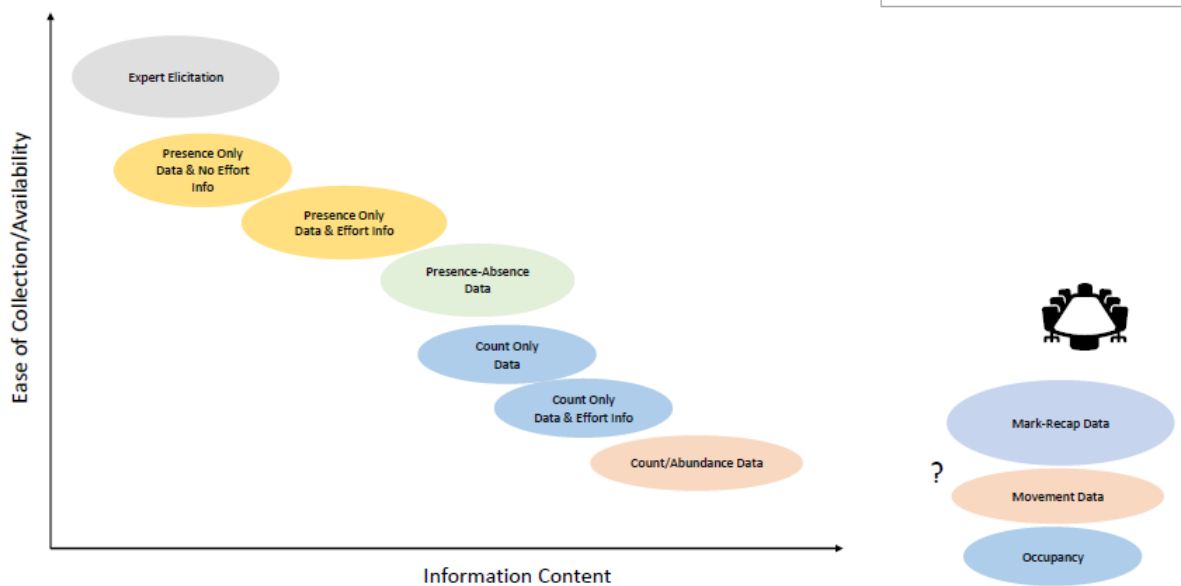 Ease of Collection/Availability
Expert Elicitation
Presence Only
Data & No Effort
Info
Presence Only
Data & Effort Info
Presence-Absence
Data
Count Only
Data
Count Only
Data & Effort Info
Count/Abundance Data
Information Content
Mark-Recap Data
?
Movement Data
Occupancy